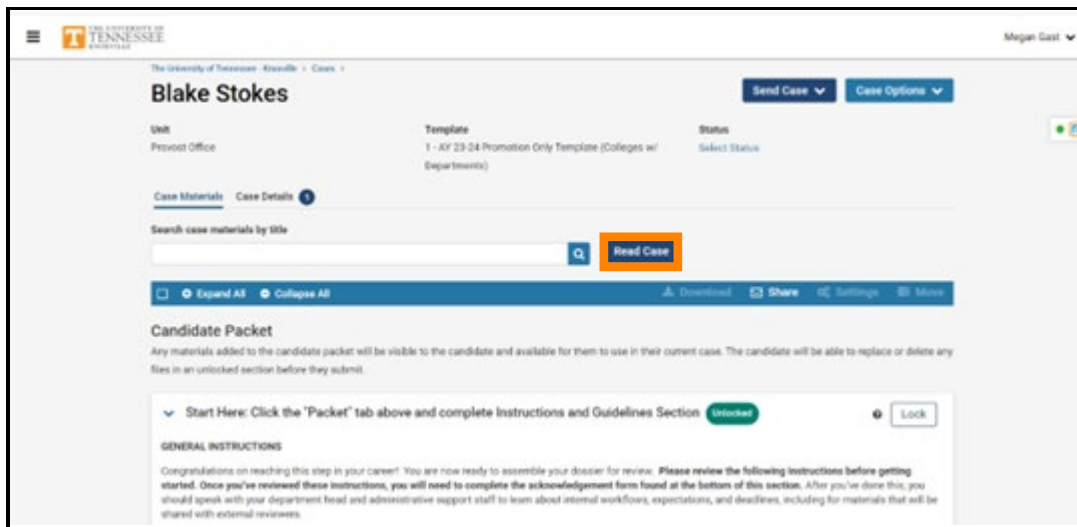 THE UNIVERSITY OF
TENNESSEE
KNOXVILLE
Megan Gast
The University of Tennessee - Knoxville > Cases >
Blake Stokes
Send Case
Case Options
Unit
Template
Status
Provost Office
1 - AY 23-24 Promotion Only Template (Colleges w/
Departments)
Select Status
Case Materials
Case Details 1
Search case materials by title
Read Case
Expand All
Collapse All
Download
Share
Settings
Move
Candidate Packet
Any materials added to the candidate packet will be visible to the candidate and available for them to use in their current case. The candidate will be able to replace or delete any
files in an unlocked section before they submit.
Start Here: Click the "Packet" tab above and complete Instructions and Guidelines Section
Unlocked
Lock
GENERAL INSTRUCTIONS
Congratulations on reaching this step in your career! You are now ready to assemble your dossier for review. Please review the following instructions before getting
started. Once you've reviewed these instructions, you will need to complete the acknowledgement form found at the bottom of this section. After you've done this, you
should speak with your department head and administrative support staff to learn about internal workflows, expectations, and deadlines, including for materials that will be
shared with external reviewers.